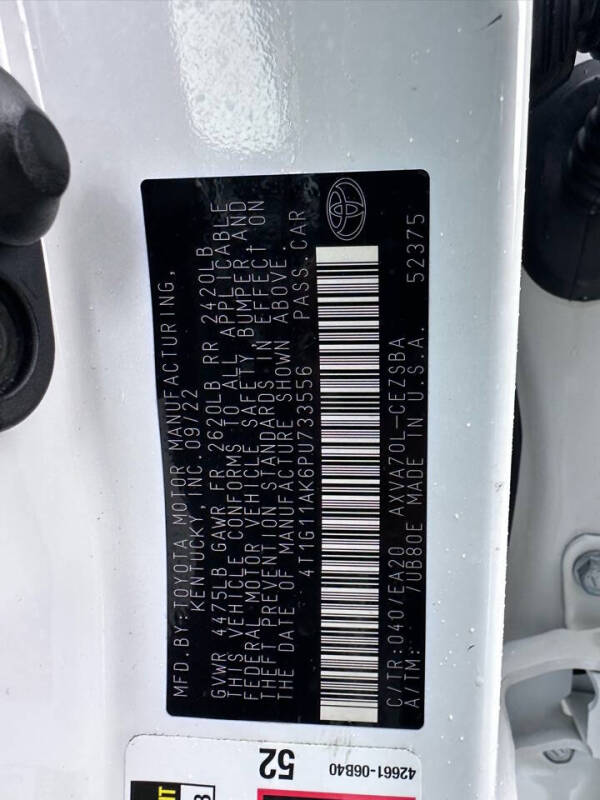 MFD.BY:TOYOTA MOTOR MANUFACTURING,
KENTUCKY, INC. 09/22
GVWR 4475LB GAWR FR 2620LB RR 2420LB
THIS VEHICLE CONFORMS TO ALL APPLICABLE
FEDERAL MOTOR VEHICLE SAFETY, BUMPER AND
THEFT PREVENTION STANDARDS IN EFFECT ON
THE DATE OF MANUFACTURE SHOWN ABOVE.
4T1G11AK6PU733556 PASS.CAR
C/TR:040/EA20 AXVA70L-CEZSBA
A/TM: 7UB80E MADE IN U.S.A. 52375
52
42661-06B40